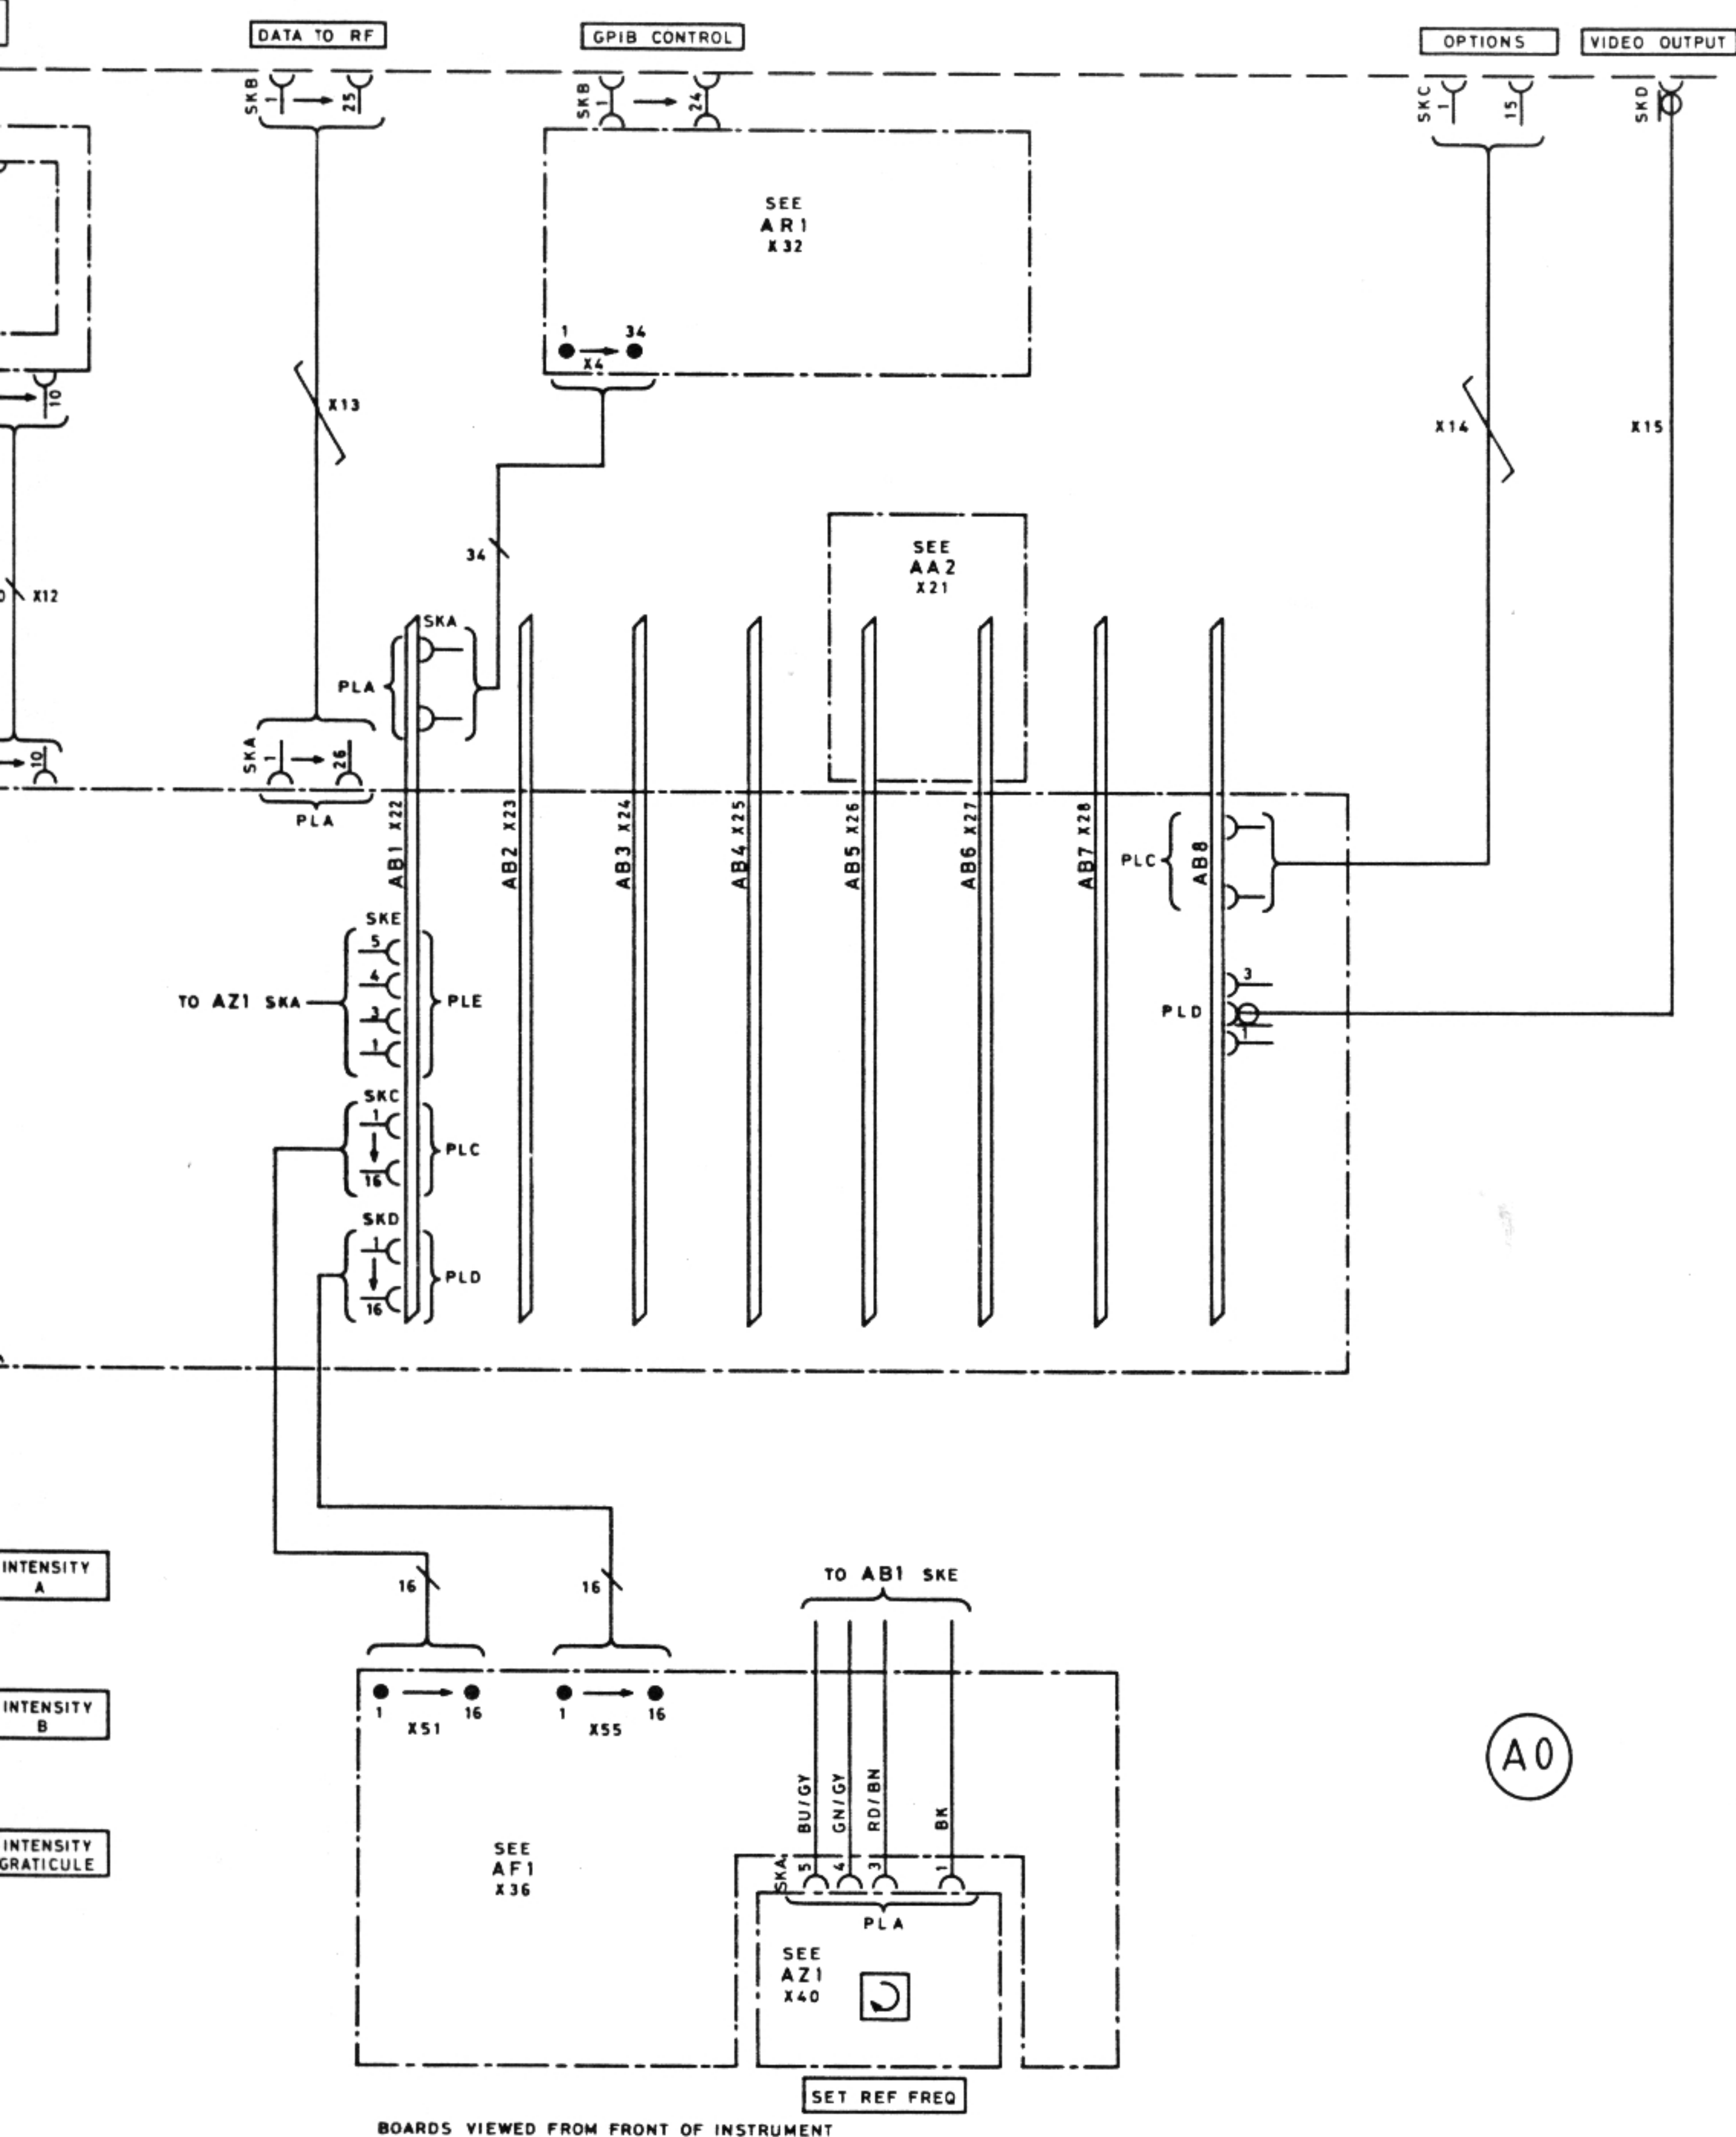 DATA TO RF
GPIB CONTROL
OPTIONS
VIDEO OUTPUT
SKB
1
25
SKB
1
24
SKC
1
15
SKD
SEE
AR1
X32
1
34
X4
10
X13
X14
X15
34
SEE
AA2
X21
X12
SKA
PLA
SKA
1
26
10
PLA
AB1 X22
AB2 X23
AB3 X24
AB4 X25
AB5 X26
AB6 X27
AB7 X28
PLC
AB8
SKE
5
4
3
1
TO AZ1 SKA
PLE
3
PLD
1
SKC
1
16
PLC
SKD
1
16
PLD
INTENSITY
A
16
16
TO AB1 SKE
1
16
X51
1
16
X55
INTENSITY
B
A0
BU/GY
GN/GY
RD/BN
BK
INTENSITY
GRATICULE
SEE
AF1
X36
SKA
5
4
3
1
PLA
SEE
AZ1
X40
SET REF FREQ
BOARDS VIEWED FROM FRONT OF INSTRUMENT